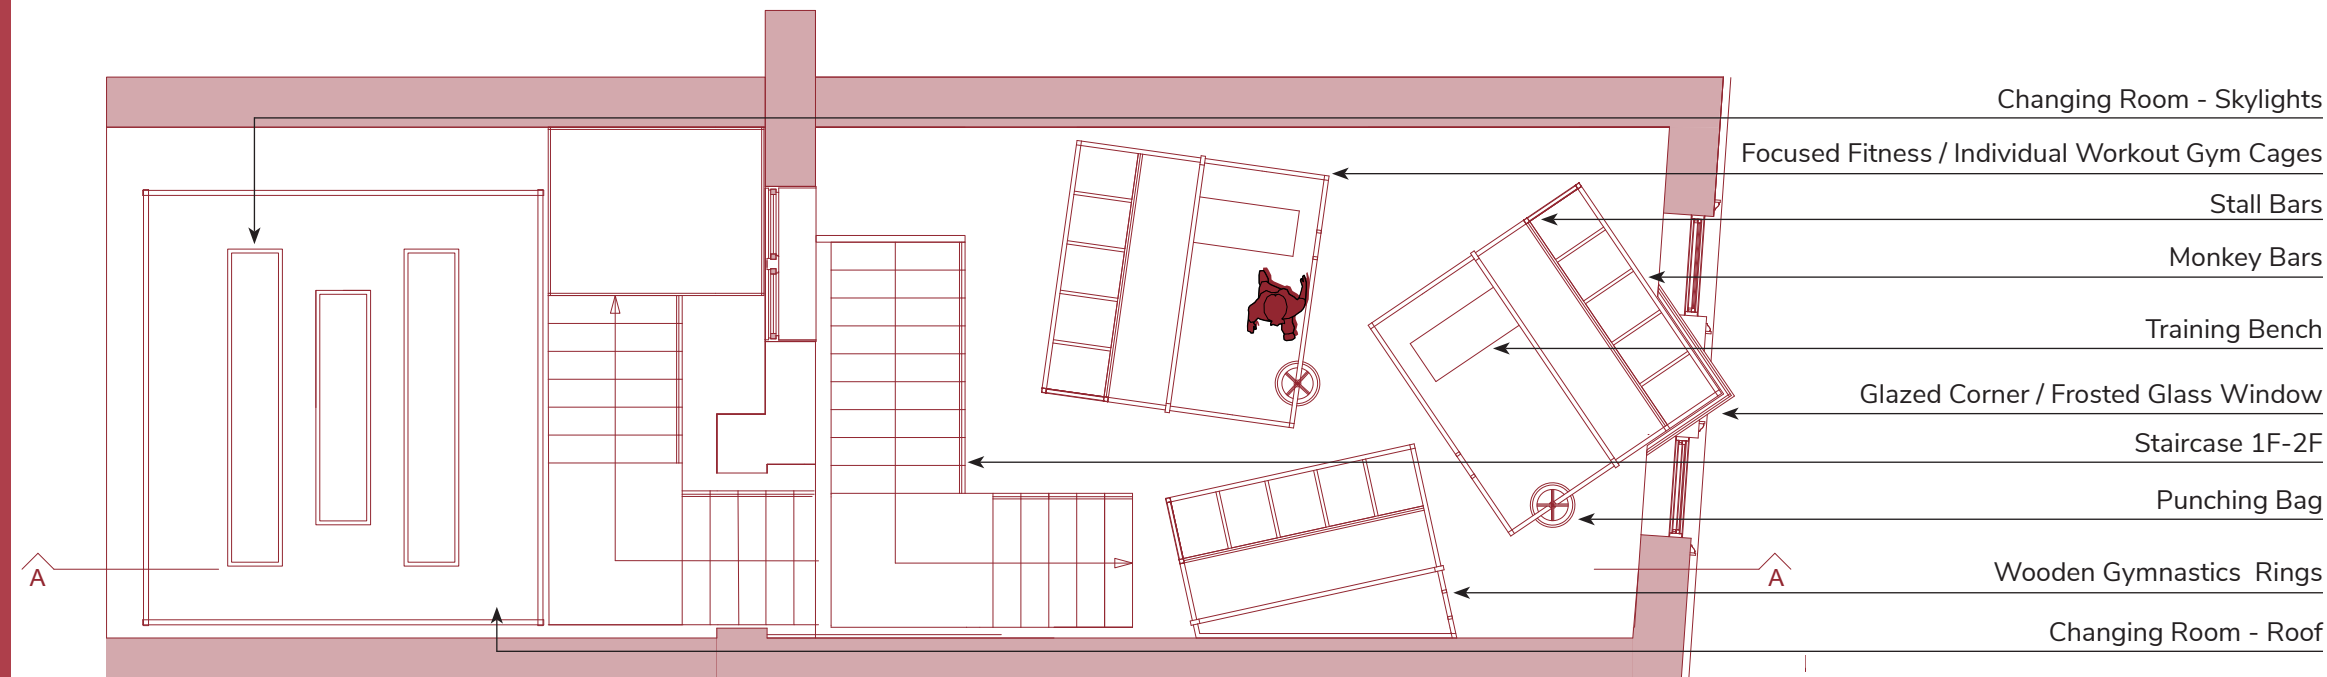 Changing Room - Skylights
Focused Fitness / Individual Workout Gym Cages
Stall Bars
Monkey Bars
Training Bench
Glazed Corner / Frosted Glass Window
Staircase 1F-2F
Punching Bag
A
A
Wooden Gymnastics  Rings
Changing Room - Roof